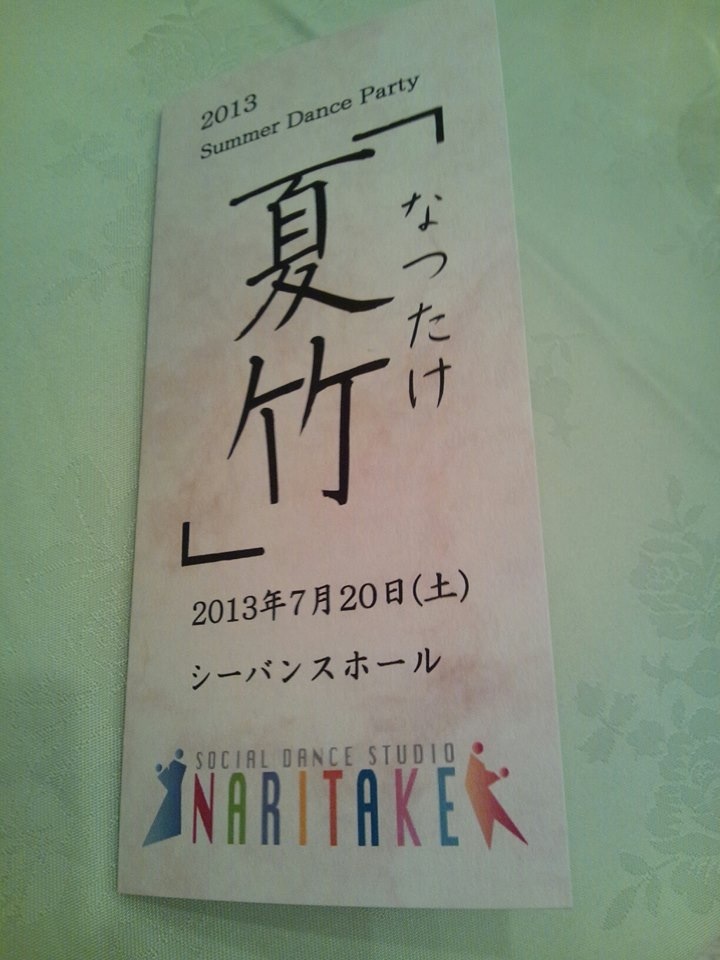 2013
Summer Dance Party
「夏竹」
なつたけ
2013年7月20日(土)
シーバンスホール
SOCIAL DANCE STUDIO
NARITAKE